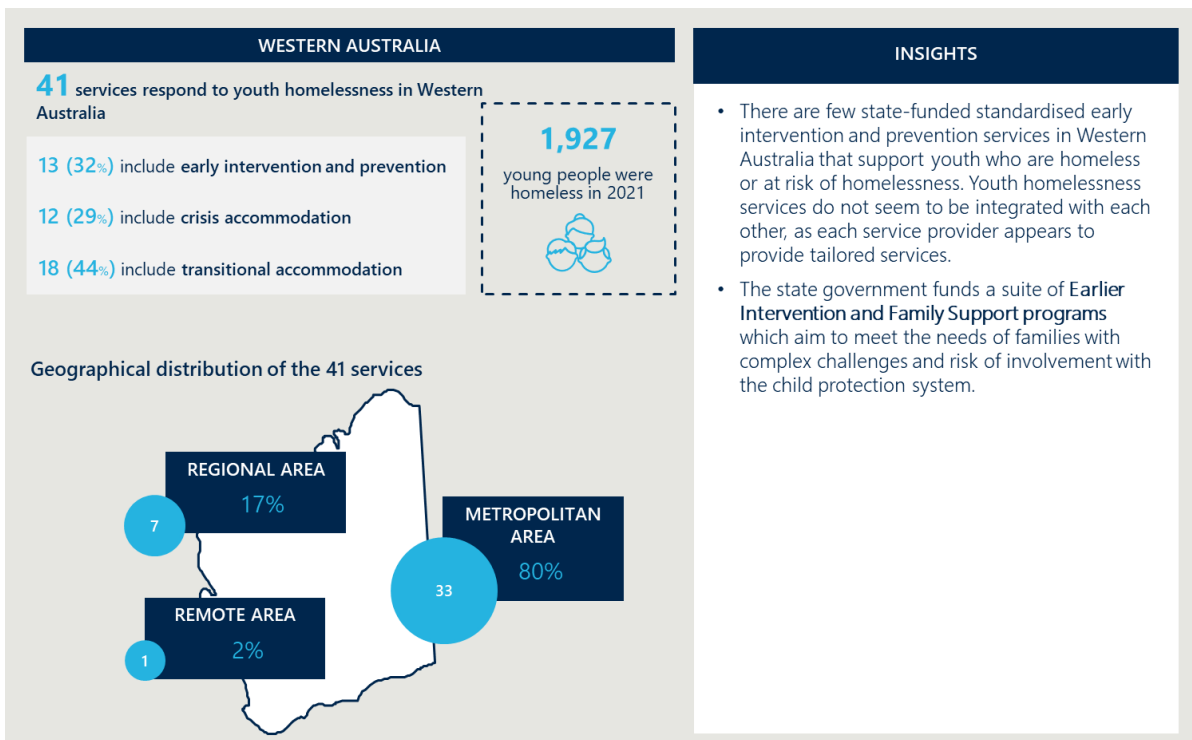 WESTERN AUSTRALIA
41 services respond to youth homelessness in Western
Australia
13 (32%) include early intervention and prevention
12 (29%) include crisis accommodation
18 (44%) include transitional accommodation
1,927
young people were
homeless in 2021
Geographical distribution of the 41 services
REGIONAL AREA
17%
7
METROPOLITAN
AREA
80%
33
REMOTE AREA
2%
1
INSIGHTS
• There are few state-funded standardised early
intervention and prevention services in Western
Australia that support youth who are homeless
or at risk of homelessness. Youth homelessness
services do not seem to be integrated with each
other, as each service provider appears to
provide tailored services.
• The state government funds a suite of Earlier
Intervention and Family Support programs
which aim to meet the needs of families with
complex challenges and risk of involvement with
the child protection system.